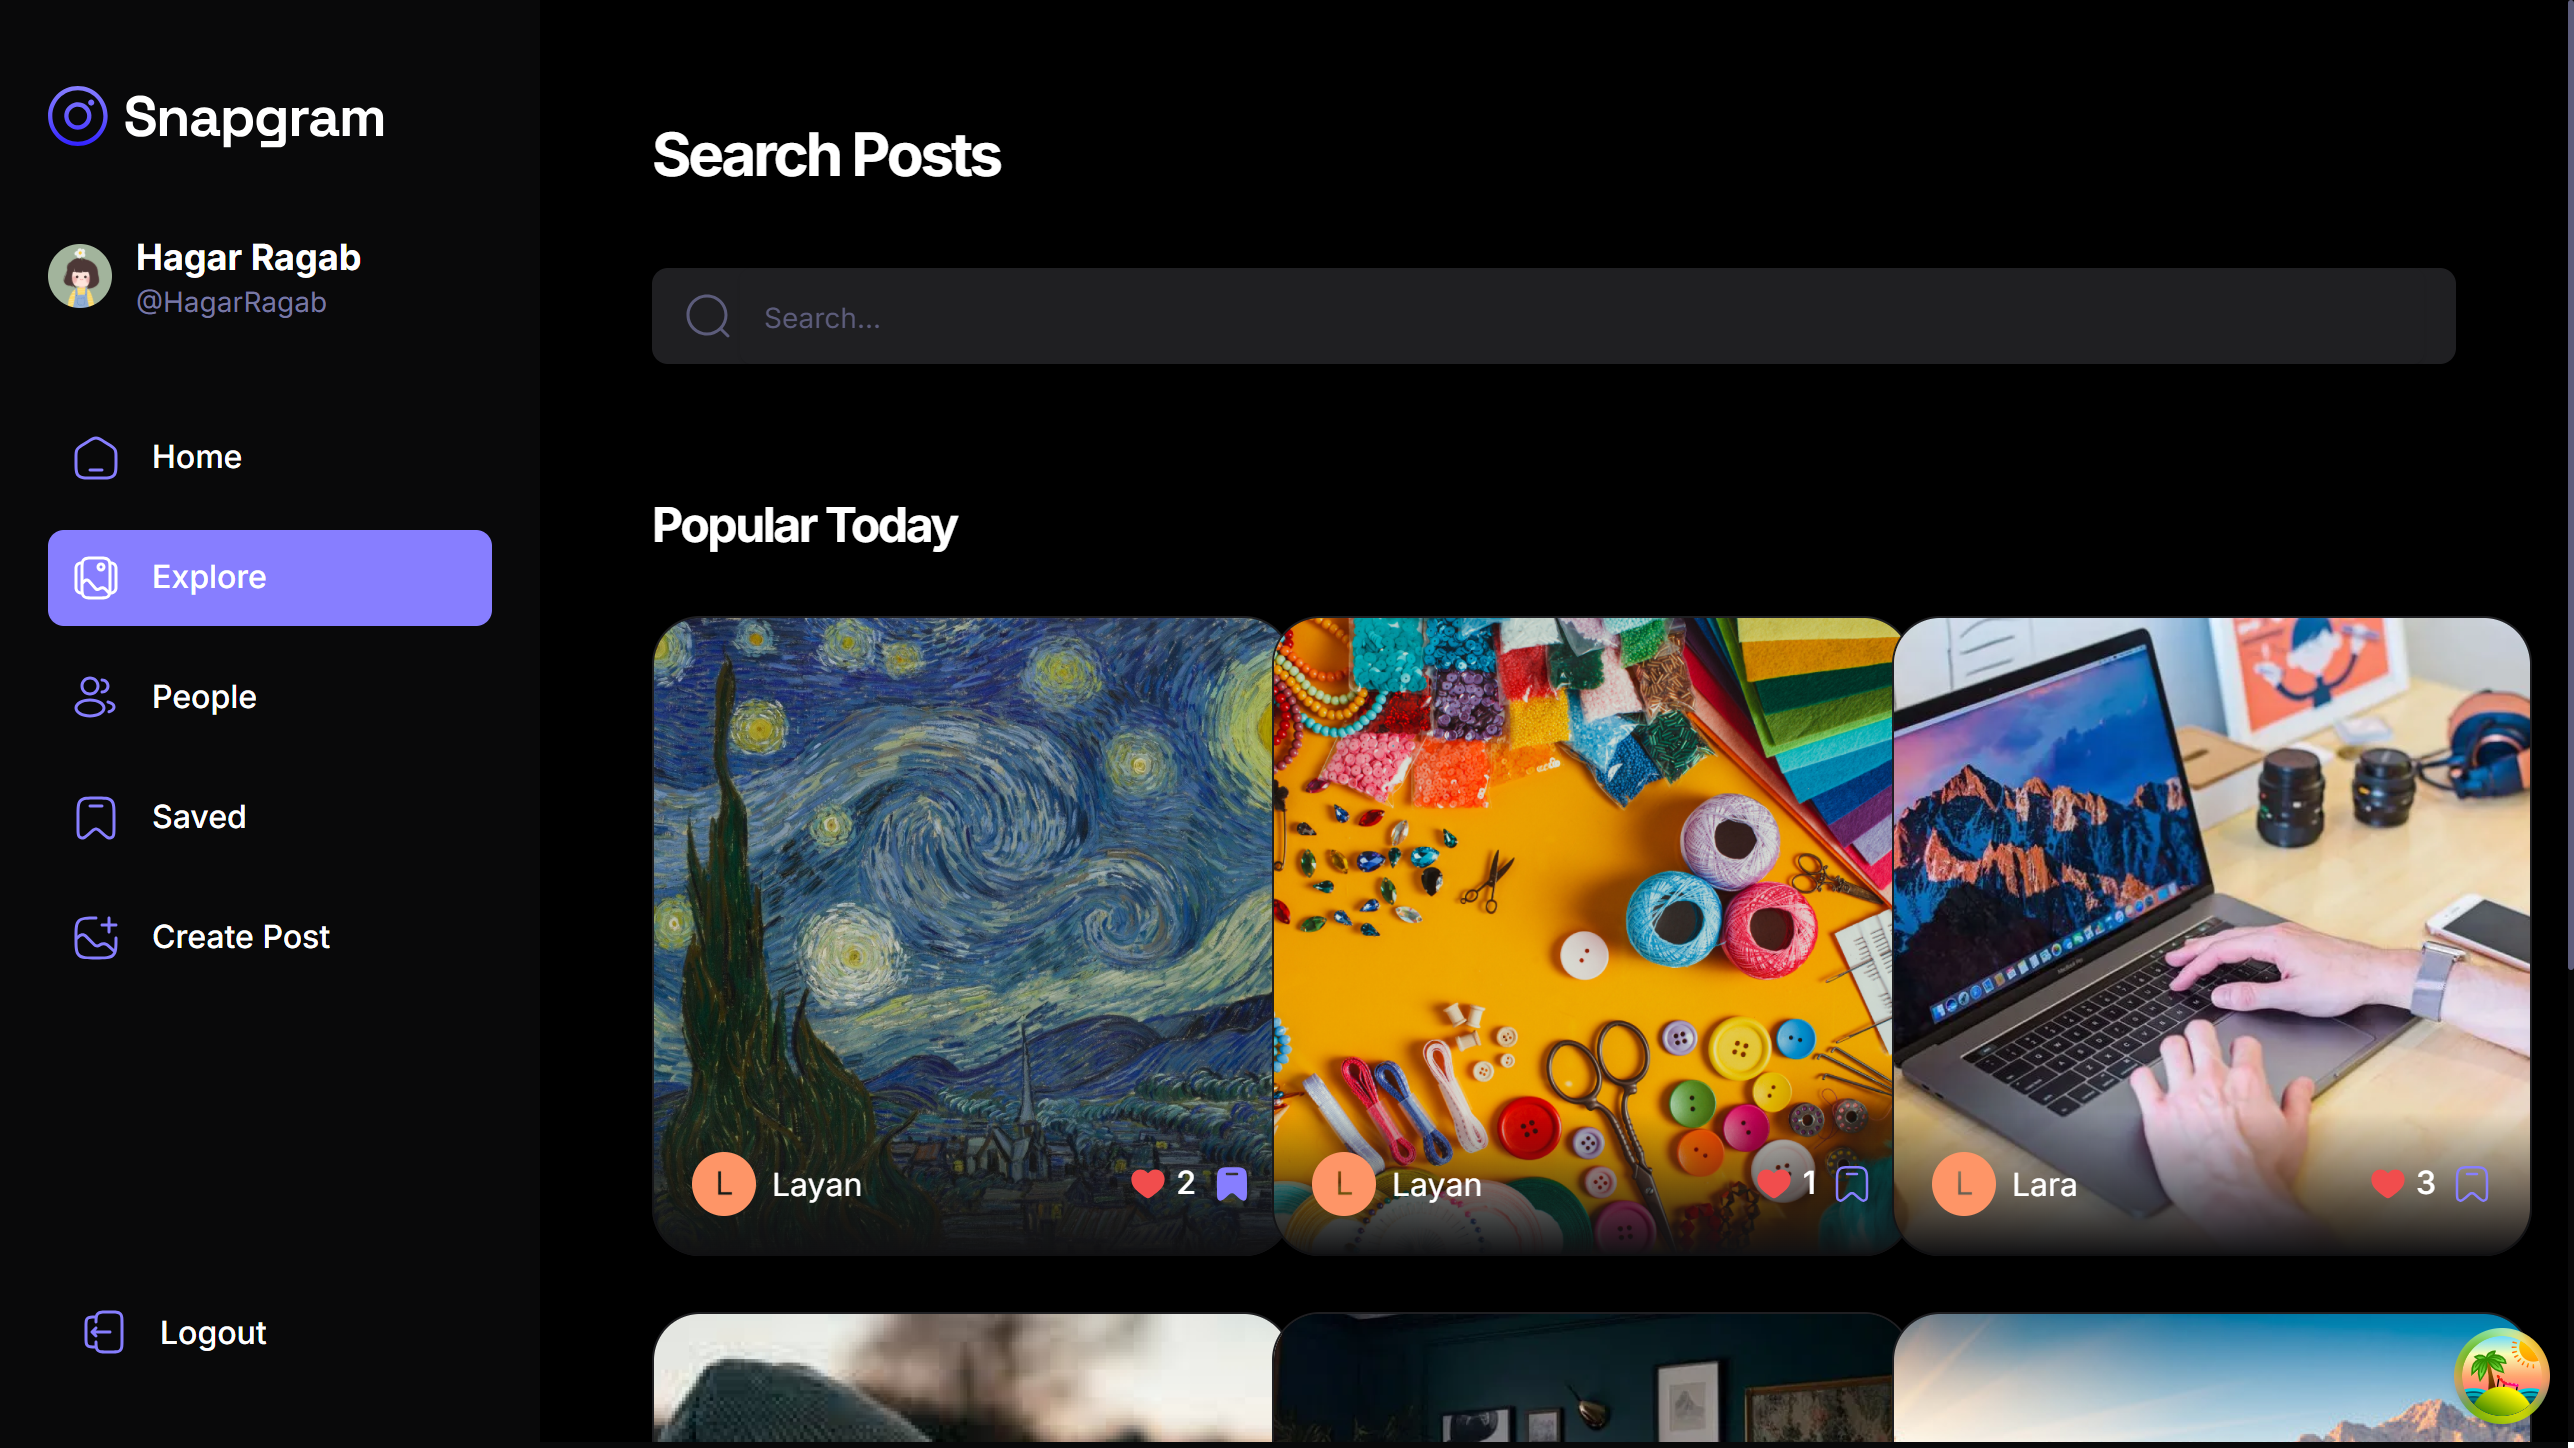 Snapgram
Hagar Ragab
@HagarRagab
Home
Explore
People
Saved
Create Post
Logout
Search Posts
Search...
Popular Today
L Layan 2
L Layan 1
L Lara 3